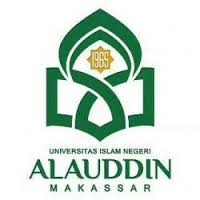 1965
UNIVERSITAS ISLAM NEGERI
ALAUDDIN
MAKASSAR